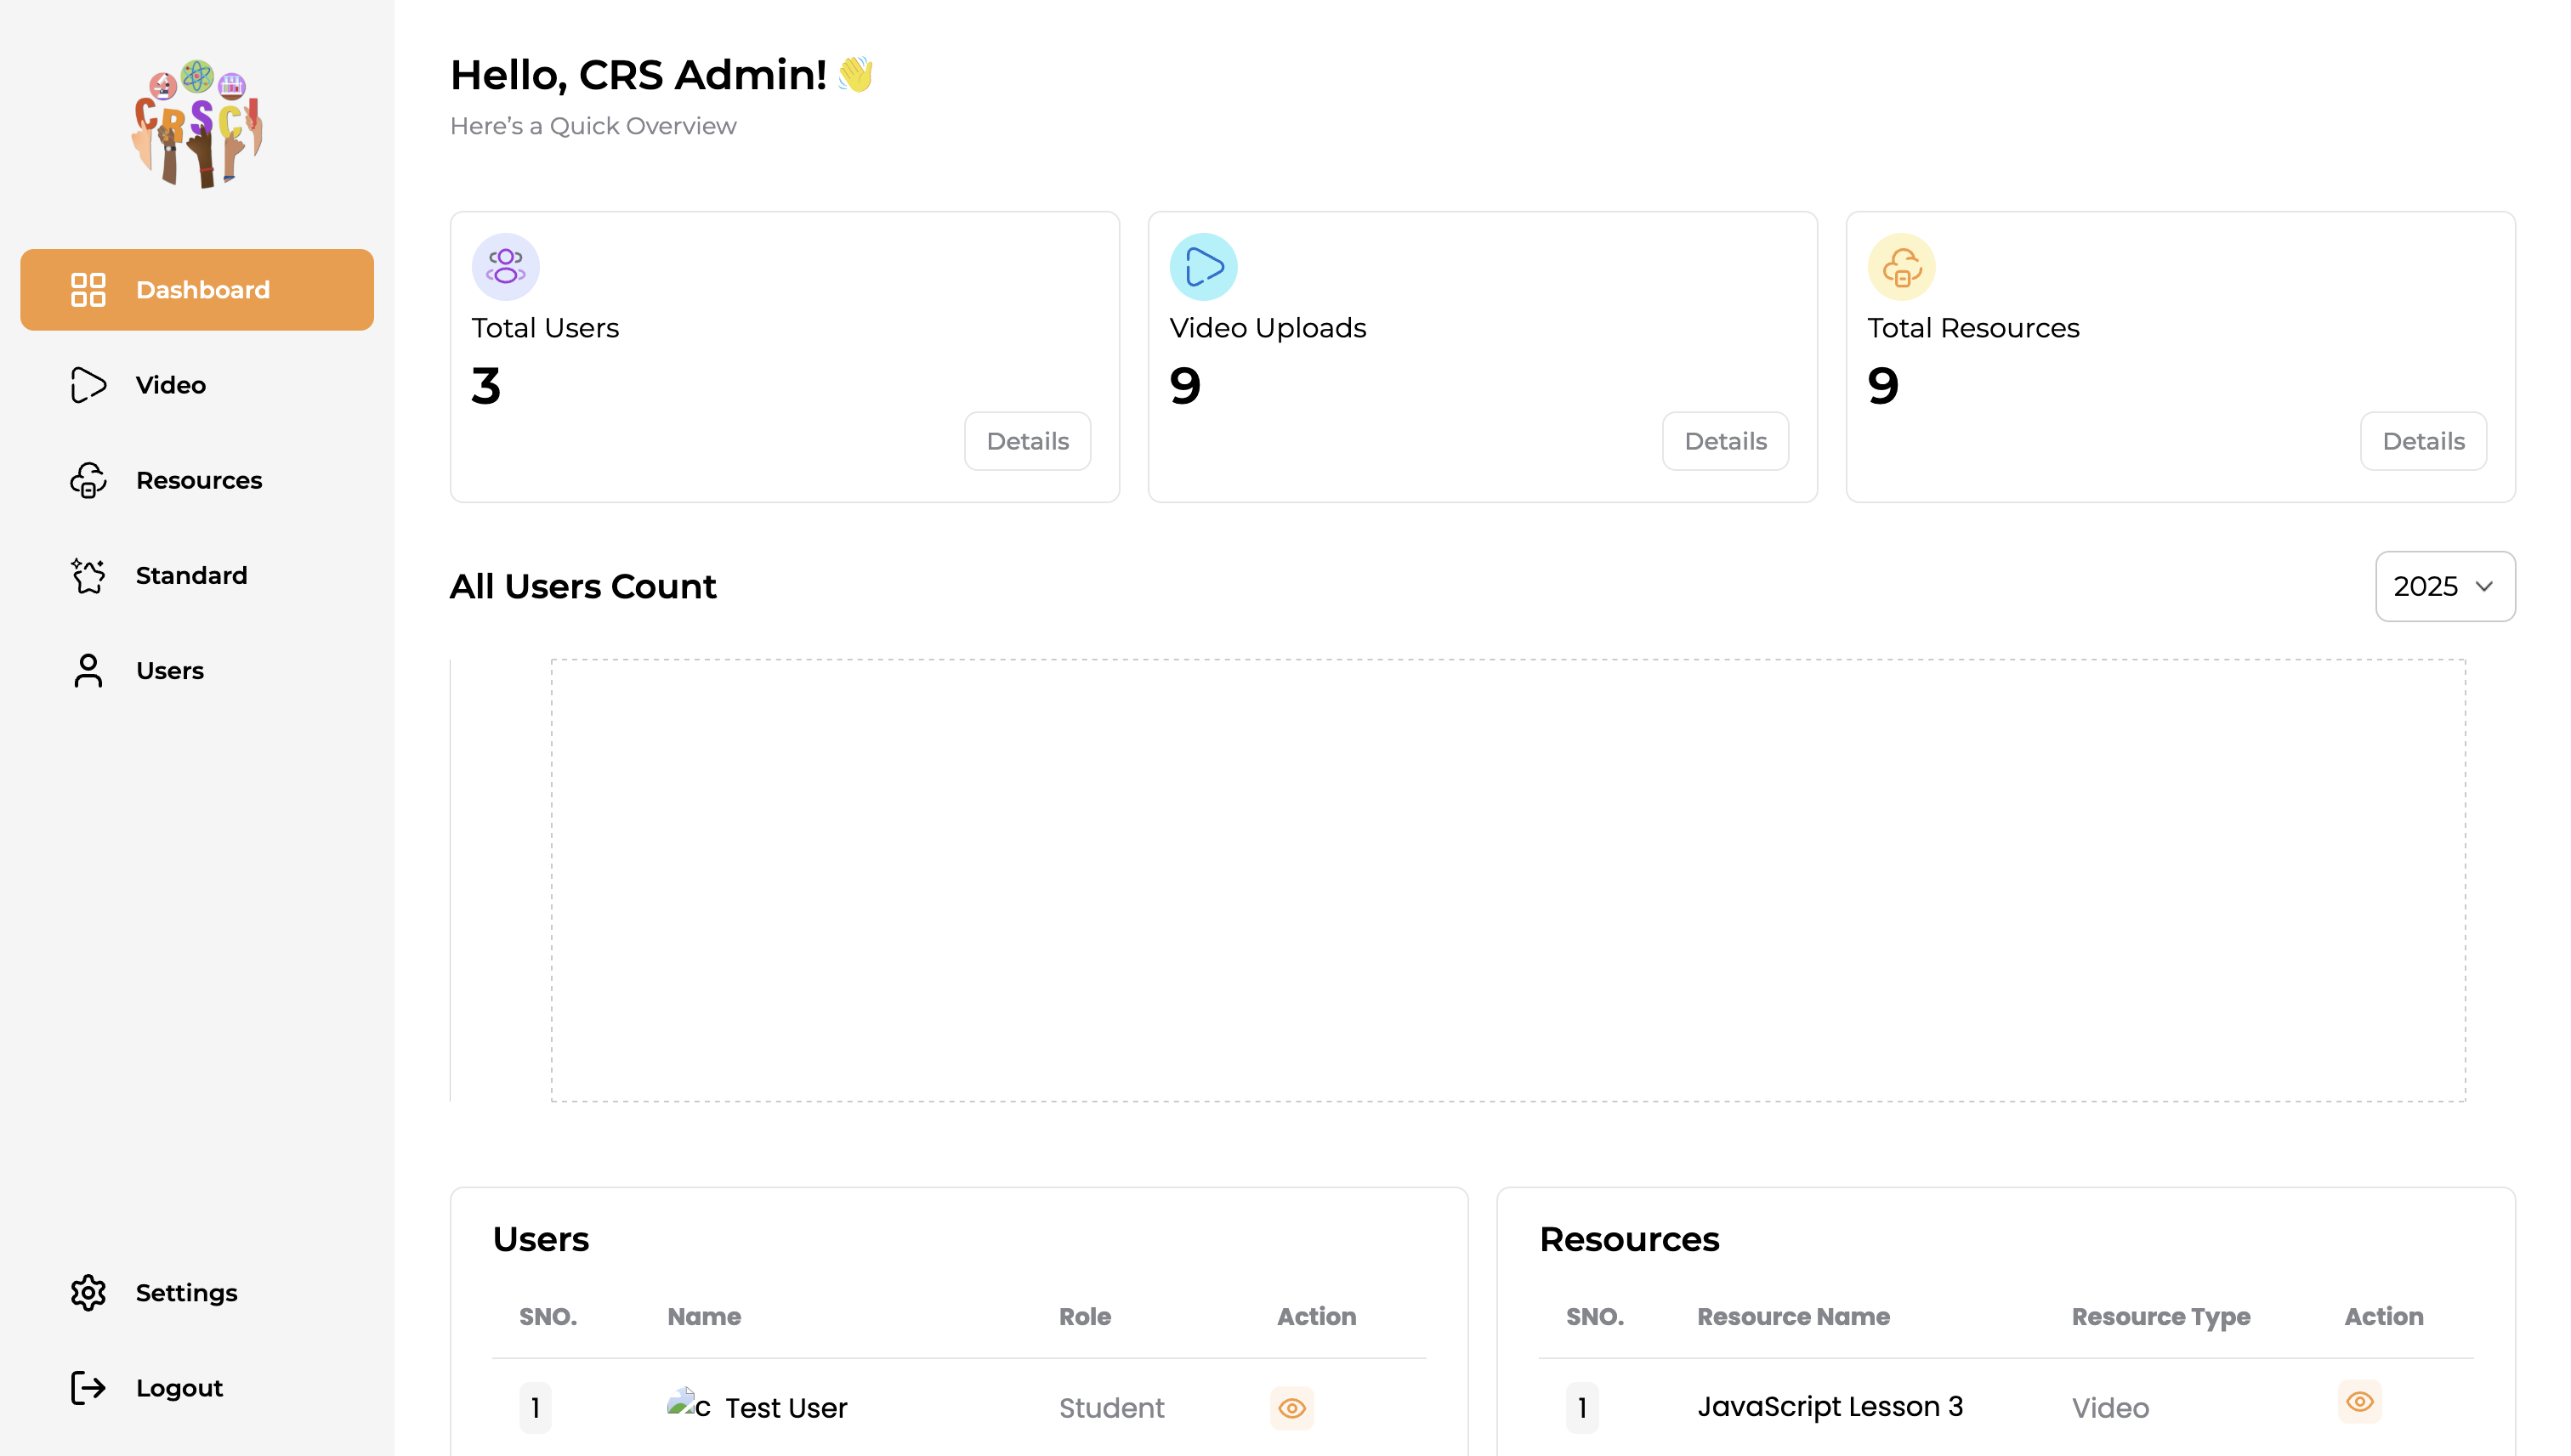 CRSCI
Dashboard
Video
Resources
Standard
Users
Settings
Logout
Hello, CRS Admin! 👋
Here’s a Quick Overview
Total Users
3
Details
Video Uploads
9
Details
Total Resources
9
Details
All Users Count
2025
Users
SNO. Name Role Action
1 c Test User Student
Resources
SNO. Resource Name Resource Type Action
1 JavaScript Lesson 3 Video